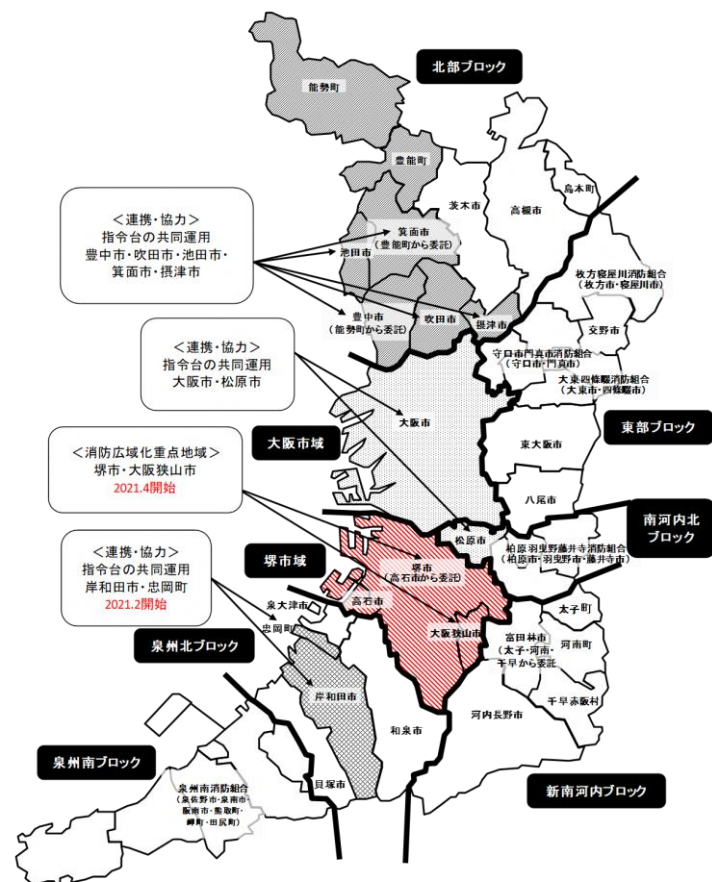 北部ブロック
能勢町
豊能町
茨木市
高槻市
島本町
＜連携・協力＞
指令台の共同運用
豊中市・吹田市・池田市・
箕面市・摂津市
箕面市
（豊能町から委託）
池田市
豊中市
（能勢町から委託）
吹田市
摂津市
枚方寝屋川消防組合
（枚方市・寝屋川市）
交野市
守口市門真市消防組合
（守口市・門真市）
大東四條畷消防組合
（大東市・四條畷市）
＜連携・協力＞
指令台の共同運用
大阪市・松原市
大阪市
大阪市域
東大阪市
東部ブロック
八尾市
＜消防広域化重点地域＞
堺市・大阪狭山市
2021.4開始
松原市
柏原羽曳野藤井寺消防組合
（柏原市・羽曳野市・藤井寺市）
南河内北
ブロック
堺市域
堺市
（高石市から委託）
高石市
大阪狭山市
＜連携・協力＞
指令台の共同運用
岸和田市・忠岡町
2021.2開始
泉大津市
忠岡町
泉州北ブロック
岸和田市
和泉市
富田林市
（太子・河南・
千早から委託
太子町
河南町
千早赤阪村
河内長野市
泉州南ブロック
貝塚市
泉州南消防組合
（泉佐野市・泉南市・
阪南市・熊取町・
岬町・田尻町）
新南河内ブロック